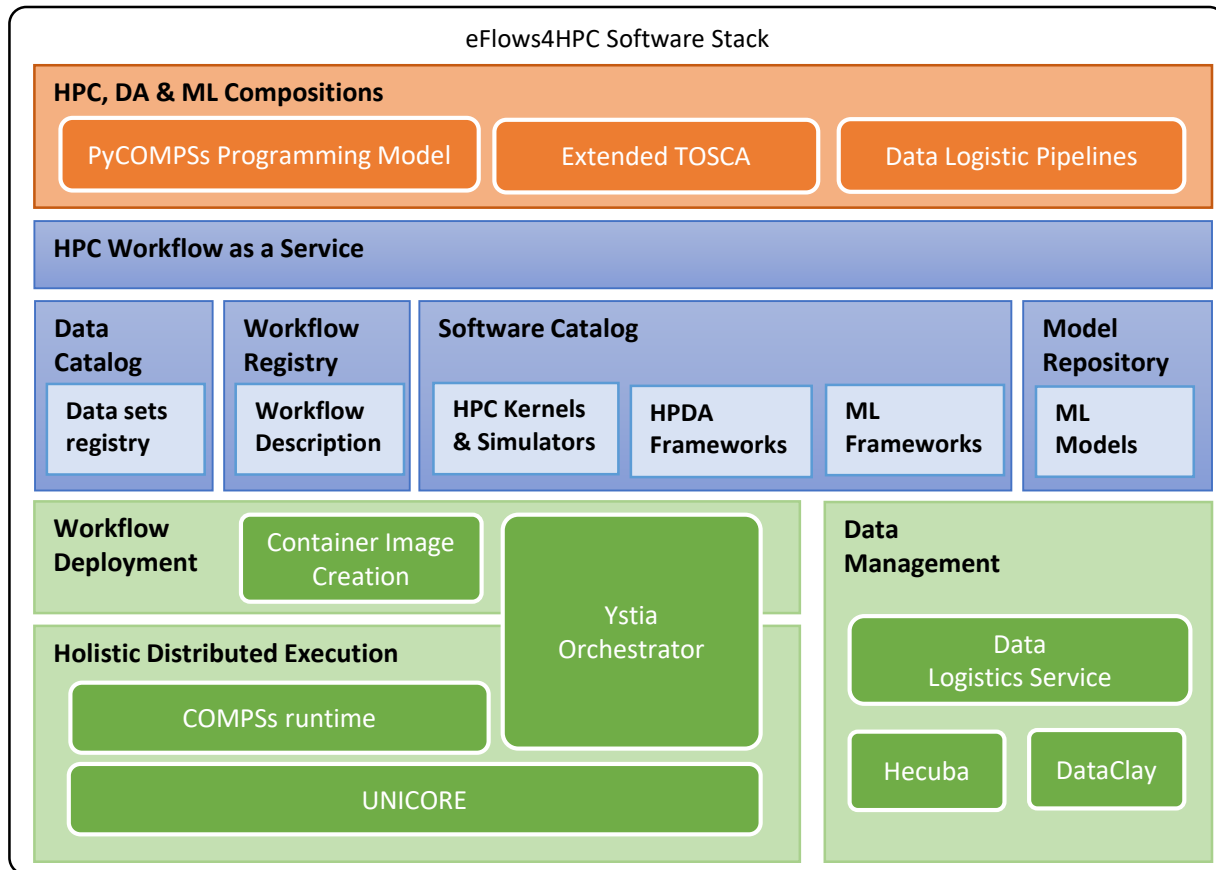 eFlows4HPC Software Stack
HPC, DA & ML Compositions
PyCOMPSs Programming Model
Extended TOSCA
Data Logistic Pipelines
HPC Workflow as a Service
Data
Catalog
Data sets
registry
Workflow
Registry
Workflow
Description
Software Catalog
HPC Kernels
& Simulators
HPDA
Frameworks
ML
Frameworks
Model
Repository
ML
Models
Workflow
Deployment
Container Image
Creation
Ystia
Orchestrator
Holistic Distributed Execution
COMPSs runtime
UNICORE
Data
Management
Data
Logistics Service
Hecuba
DataClay